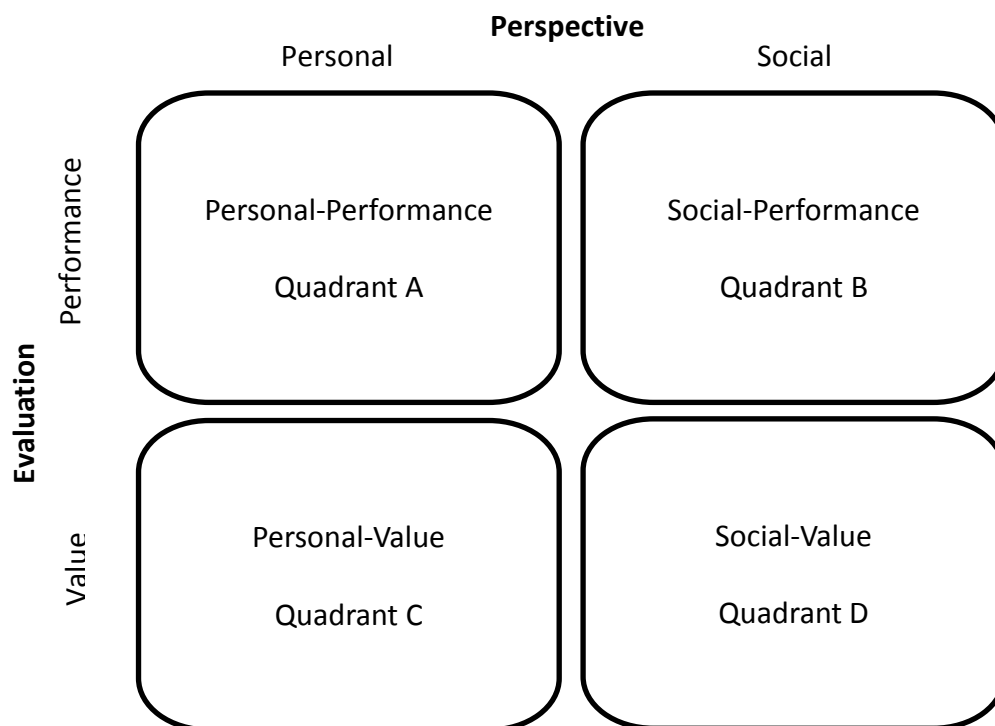 Perspective
Personal
Social
Performance
Personal-Performance
Quadrant A
Social-Performance
Quadrant B
Evaluation
Value
Personal-Value
Quadrant C
Social-Value
Quadrant D